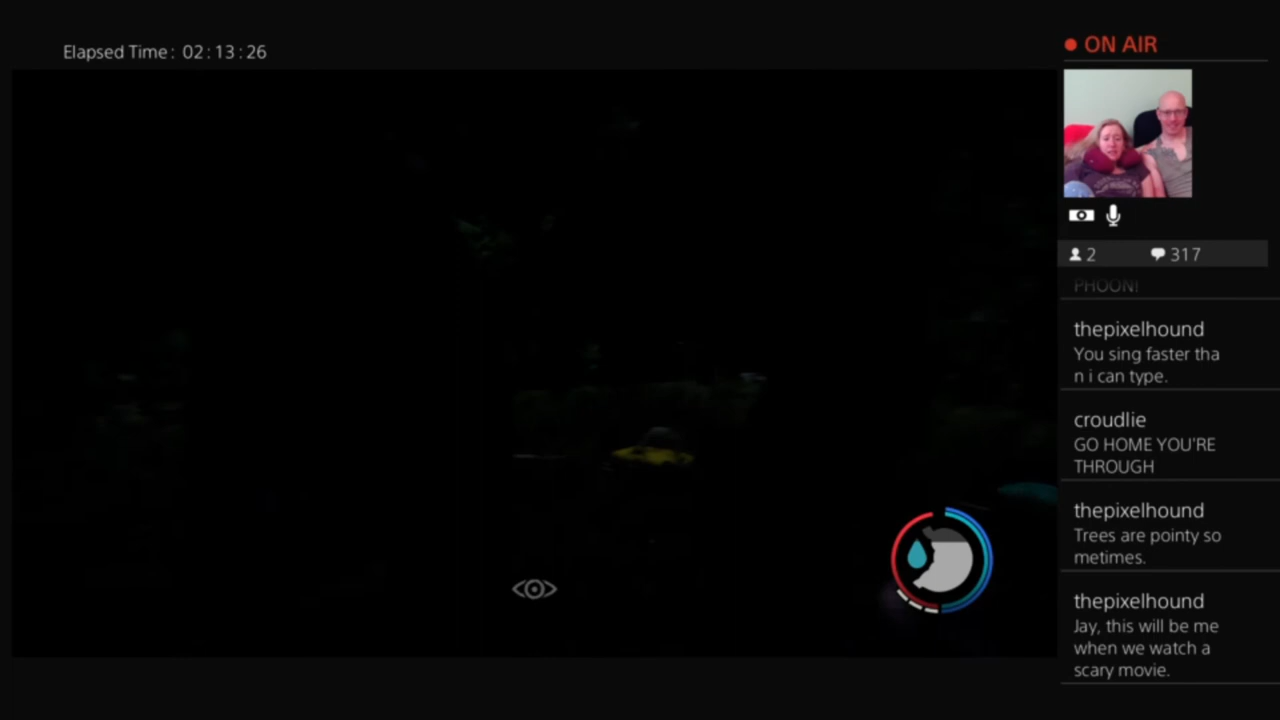 Elapsed Time: 02:13:26
ON AIR
2 317
PHOON!
thepixelhound
You sing faster tha
n i can type.
croudlie
GO HOME YOU'RE
THROUGH
thepixelhound
Trees are pointy so
metimes.
thepixelhound
Jay, this will be me
when we watch a
scary movie.